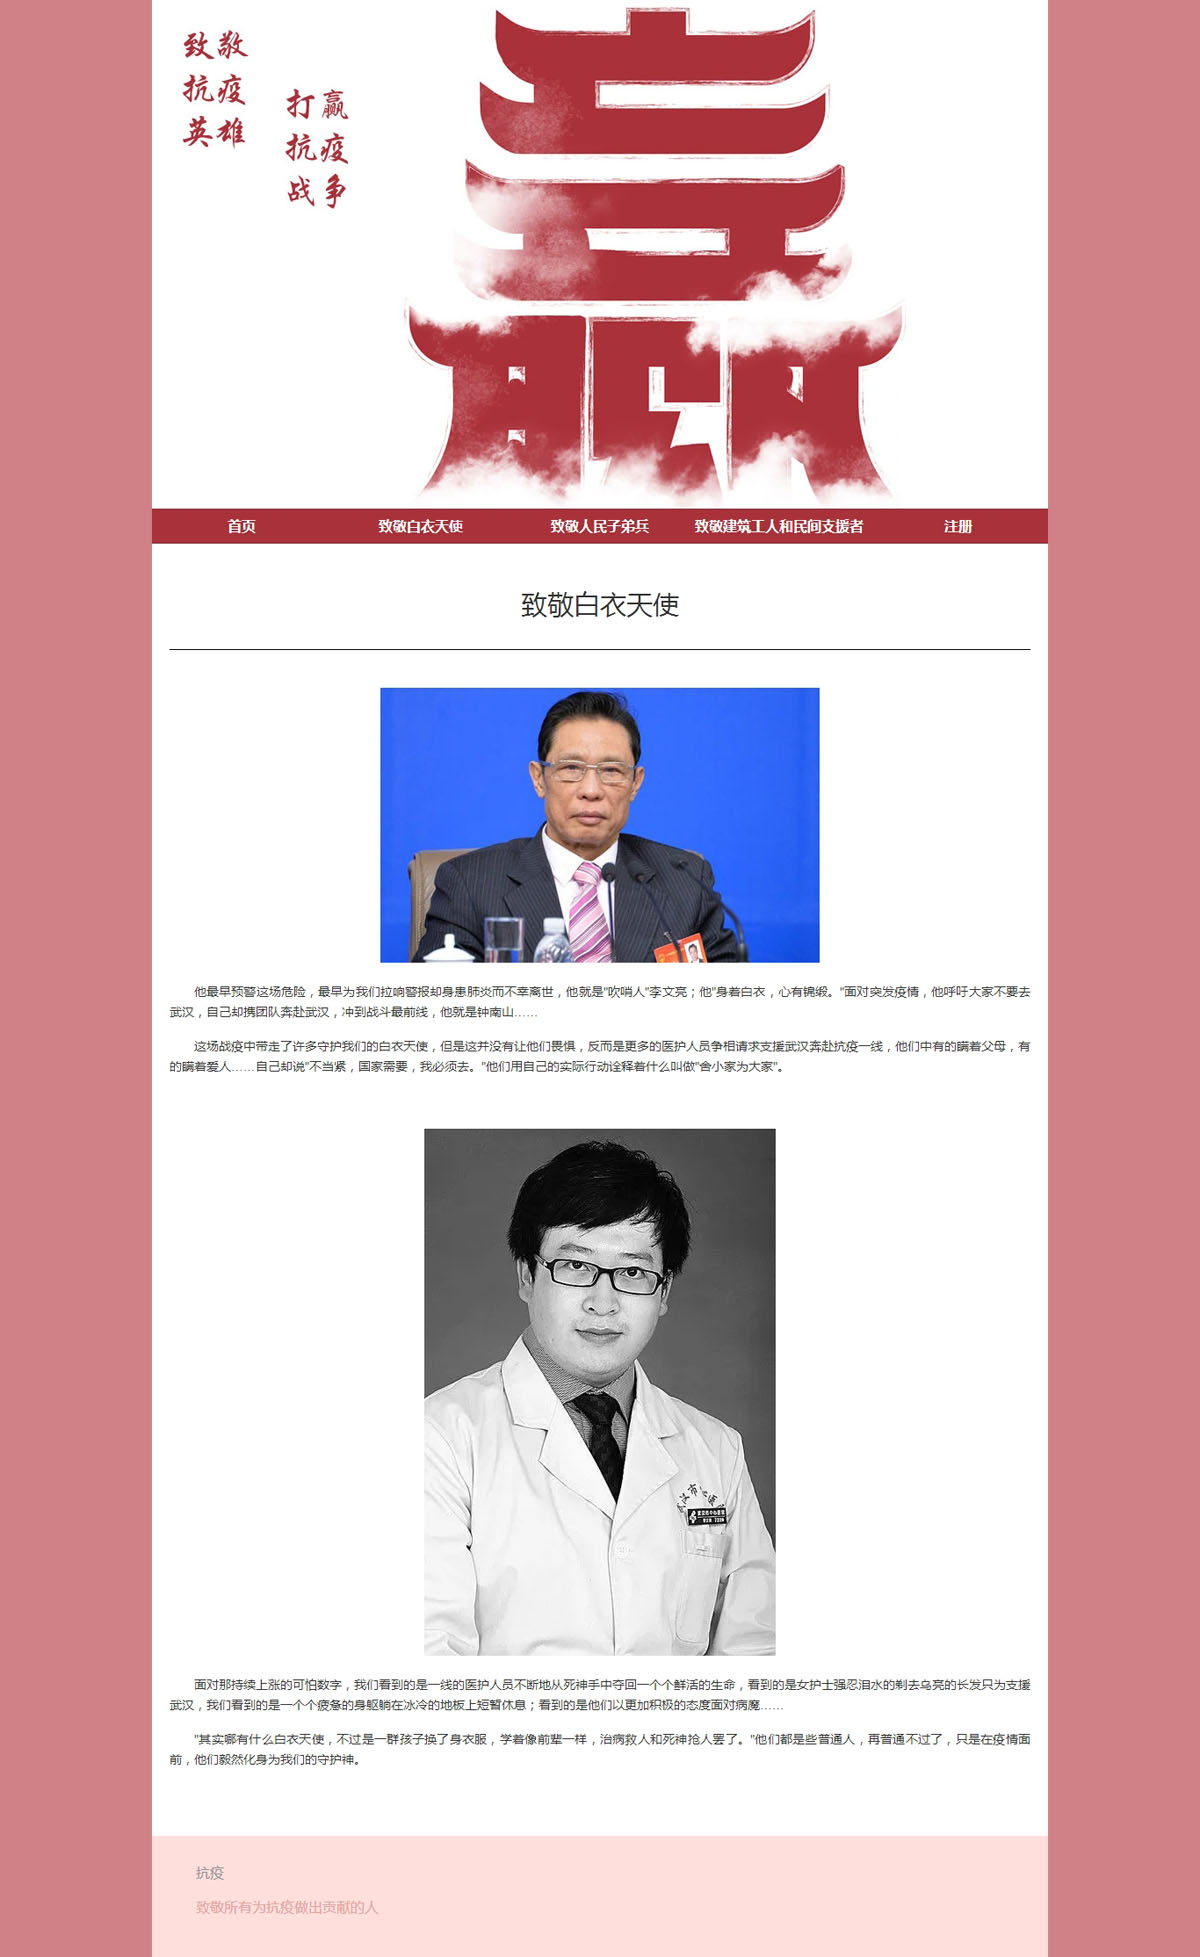 致敬
抗疫
英雄
打赢
抗疫
战争
首页 致敬白衣天使 致敬人民子弟兵 致敬建筑工人和民间支援者 注册
致敬白衣天使
他最早预警这场危险，最早为我们拉响警报却身患肺炎而不幸离世，他就是"吹哨人"李文亮；他"身着白衣，心有锦缎。"面对突发疫情，他呼吁大家不要去
武汉，自己却携团队奔赴武汉，冲到战斗最前线，他就是钟南山……
这场战疫中带走了许多守护我们的白衣天使，但是这并没有让他们畏惧，反而是更多的医护人员争相请求支援武汉奔赴抗疫一线，他们中有的瞒着父母，有
的瞒着爱人……自己却说"不当紧，国家需要，我必须去。"他们用自己的实际行动诠释着什么叫做"舍小家为大家"。
面对那持续上涨的可怕数字，我们看到的是一线的医护人员不断地从死神手中夺回一个个鲜活的生命，看到的是女护士强忍泪水的剃去乌亮的长发只为支援
武汉，我们看到的是一个个疲惫的身躯躺在冰冷的地板上短暂休息；看到的是他们以更加积极的态度面对病魔……
"其实哪有什么白衣天使，不过是一群孩子换了身衣服，学着像前辈一样，治病救人和死神抢人罢了。"他们都是些普通人，再普通不过了，只是在疫情面
前，他们毅然化身为我们的守护神。
抗疫
致敬所有为抗疫做出贡献的人